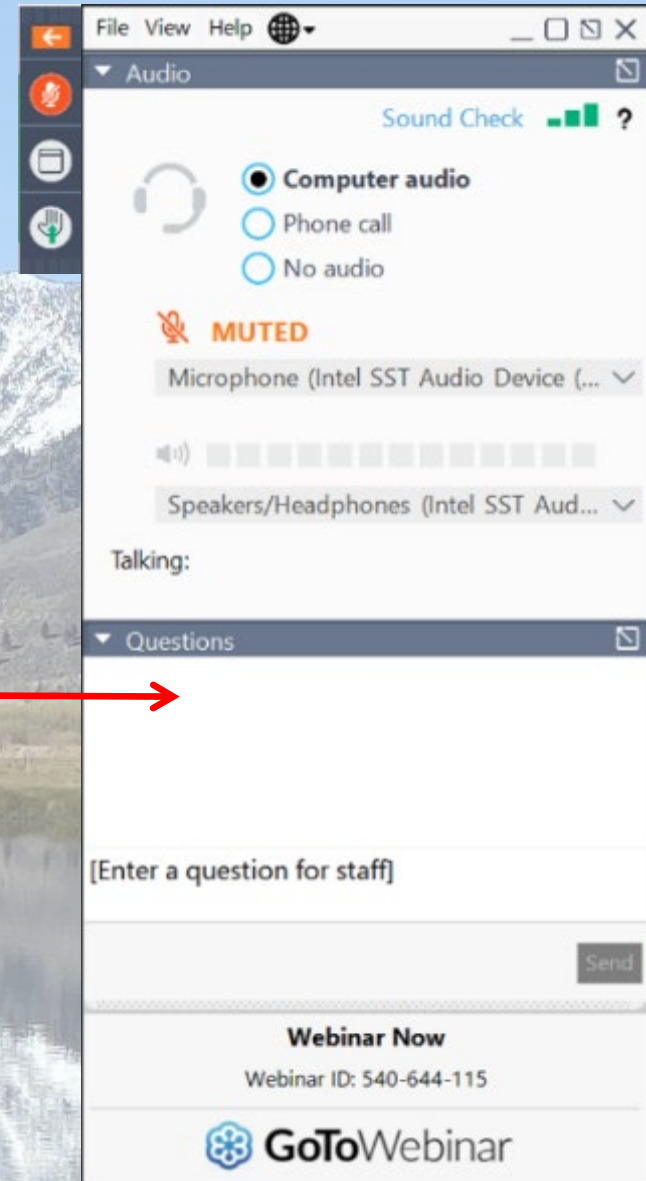 File View Help
Audio
Sound Check ?
Computer audio
Phone call
No audio
MUTED
Microphone (Intel SST Audio Device (...
Speakers/Headphones (Intel SST Aud...
Talking:
Questions
[Enter a question for staff]
Send
Webinar Now
Webinar ID: 540-644-115
GoToWebinar